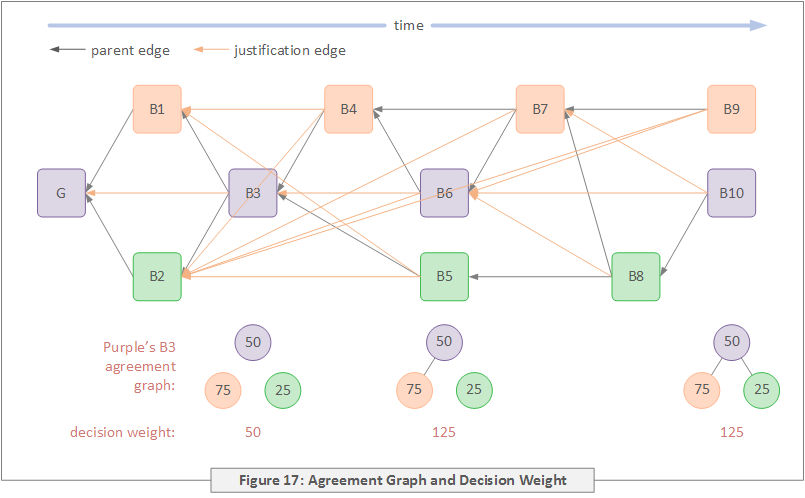 time
parent edge
justification edge
B1
B4
B7
B9
G
B3
B6
B10
B2
B5
B8
Purple's B3
agreement
graph:
50
75
25
50
75
25
50
75
25
decision weight:
50
125
125
Figure 17: Agreement Graph and Decision Weight